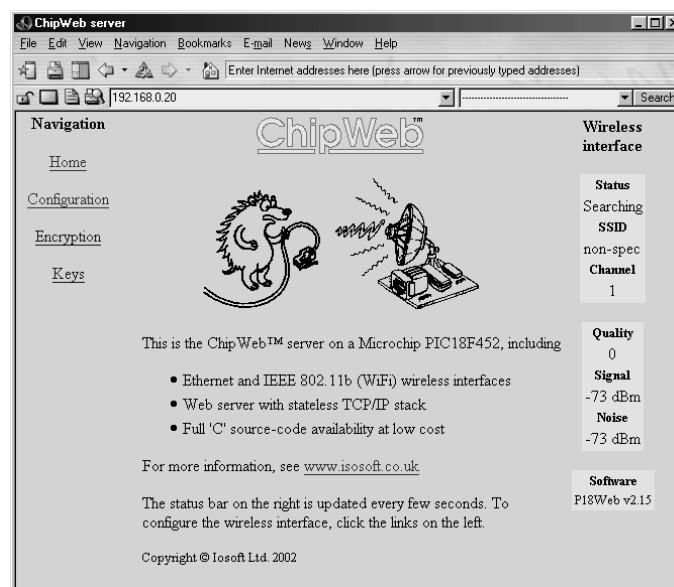 ChipWeb server
File Edit View Navigation Bookmarks E-mail News Window Help
Enter Internet addresses here (press arrow for previously typed addresses)
192.168.0.20
Search
Navigation
Home
Configuration
Encryption
Keys
ChipWeb™
This is the ChipWeb™ server on a Microchip PIC18F452, including
• Ethernet and IEEE 802.11b (WiFi) wireless interfaces
• Web server with stateless TCP/IP stack
• Full 'C' source-code availability at low cost
For more information, see www.isosoft.co.uk
The status bar on the right is updated every few seconds. To
configure the wireless interface, click the links on the left.
Copyright © Iosoft Ltd. 2002
Wireless
interface
Status
Searching
SSID
non-spec
Channel
1
Quality
0
Signal
-73 dBm
Noise
-73 dBm
Software
P18Web v2.15